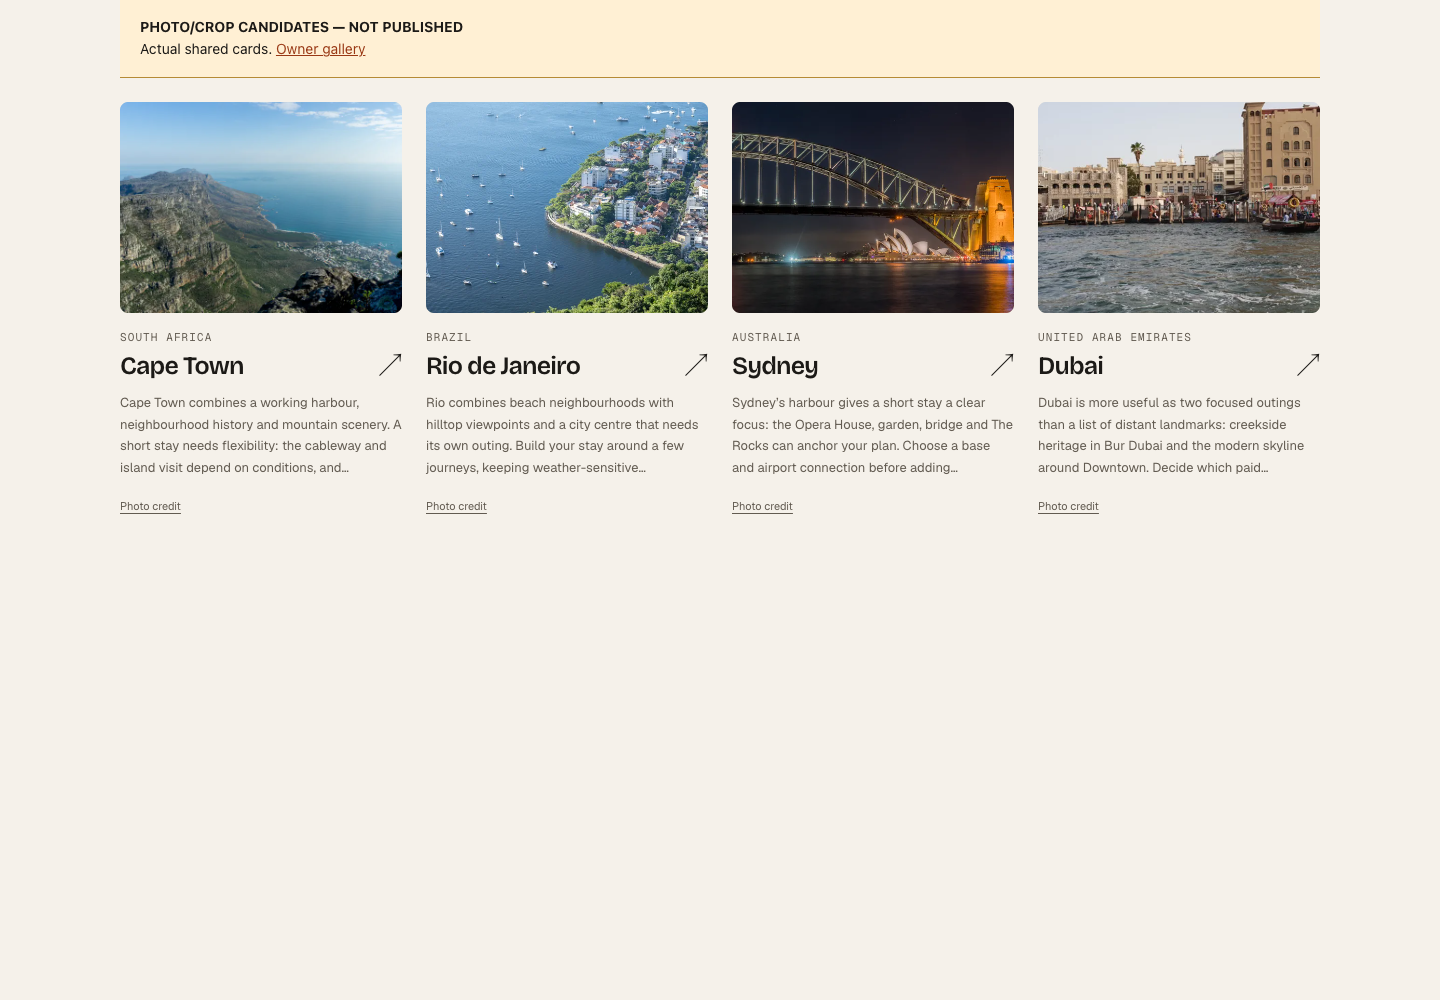 PHOTO/CROP CANDIDATES — NOT PUBLISHED
Actual shared cards. Owner gallery
SOUTH AFRICA
Cape Town
Cape Town combines a working harbour,
neighbourhood history and mountain scenery. A
short stay needs flexibility: the cableway and
island visit depend on conditions, and…
Photo credit
BRAZIL
Rio de Janeiro
Rio combines beach neighbourhoods with
hilltop viewpoints and a city centre that needs
its own outing. Build your stay around a few
journeys, keeping weather-sensitive…
Photo credit
AUSTRALIA
Sydney
Sydney’s harbour gives a short stay a clear
focus: the Opera House, garden, bridge and The
Rocks can anchor your plan. Choose a base
and airport connection before adding…
Photo credit
UNITED ARAB EMIRATES
Dubai
Dubai is more useful as two focused outings
than a list of distant landmarks: creekside
heritage in Bur Dubai and the modern skyline
around Downtown. Decide which paid…
Photo credit